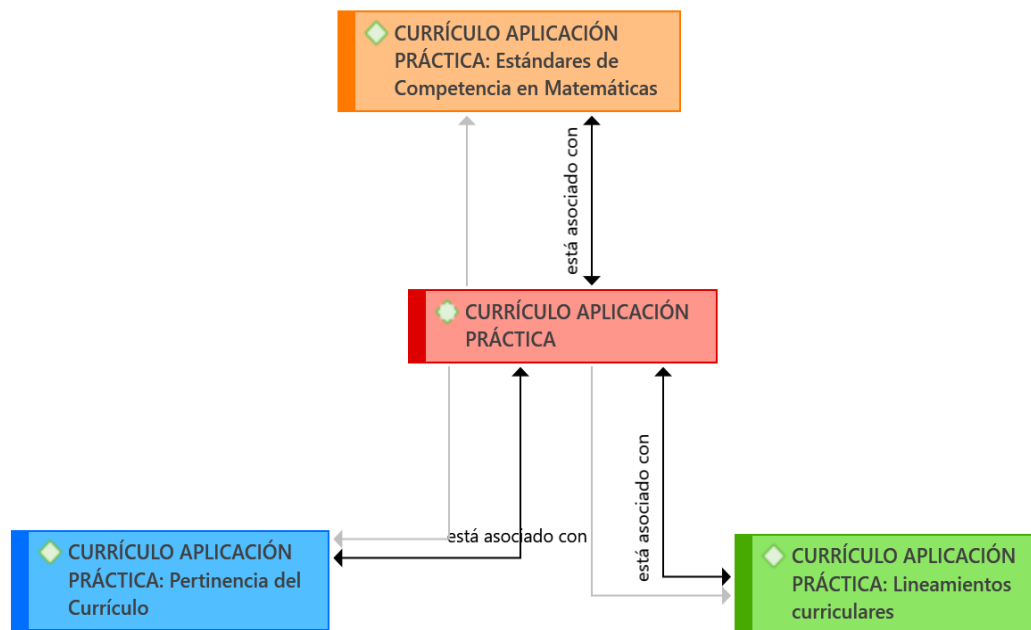 CURRÍCULO APLICACIÓN
PRÁCTICA: Estándares de
Competencia en Matemáticas
está asociado con
CURRÍCULO APLICACIÓN
PRÁCTICA
está asociado con
está asociado con
CURRÍCULO APLICACIÓN
PRÁCTICA: Pertinencia del
Currículo
CURRÍCULO APLICACIÓN
PRÁCTICA: Lineamientos
curriculares